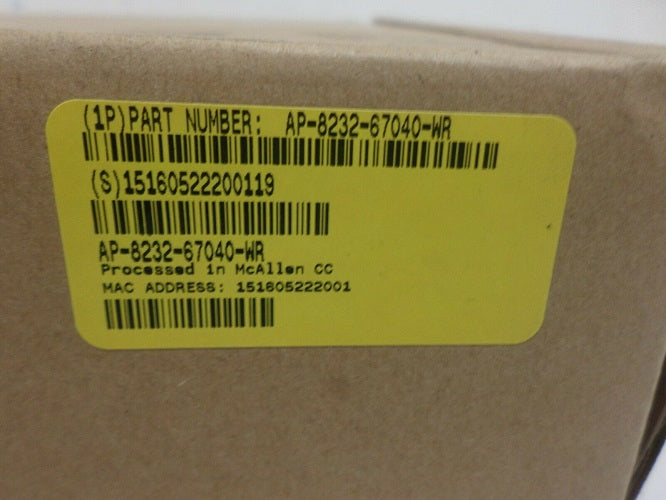 (1P)PART NUMBER: AP-8232-67040-WR
(S)15160522200119
AP-8232-67040-WR
Processed in McAllen CC
MAC ADDRESS: 151605222001